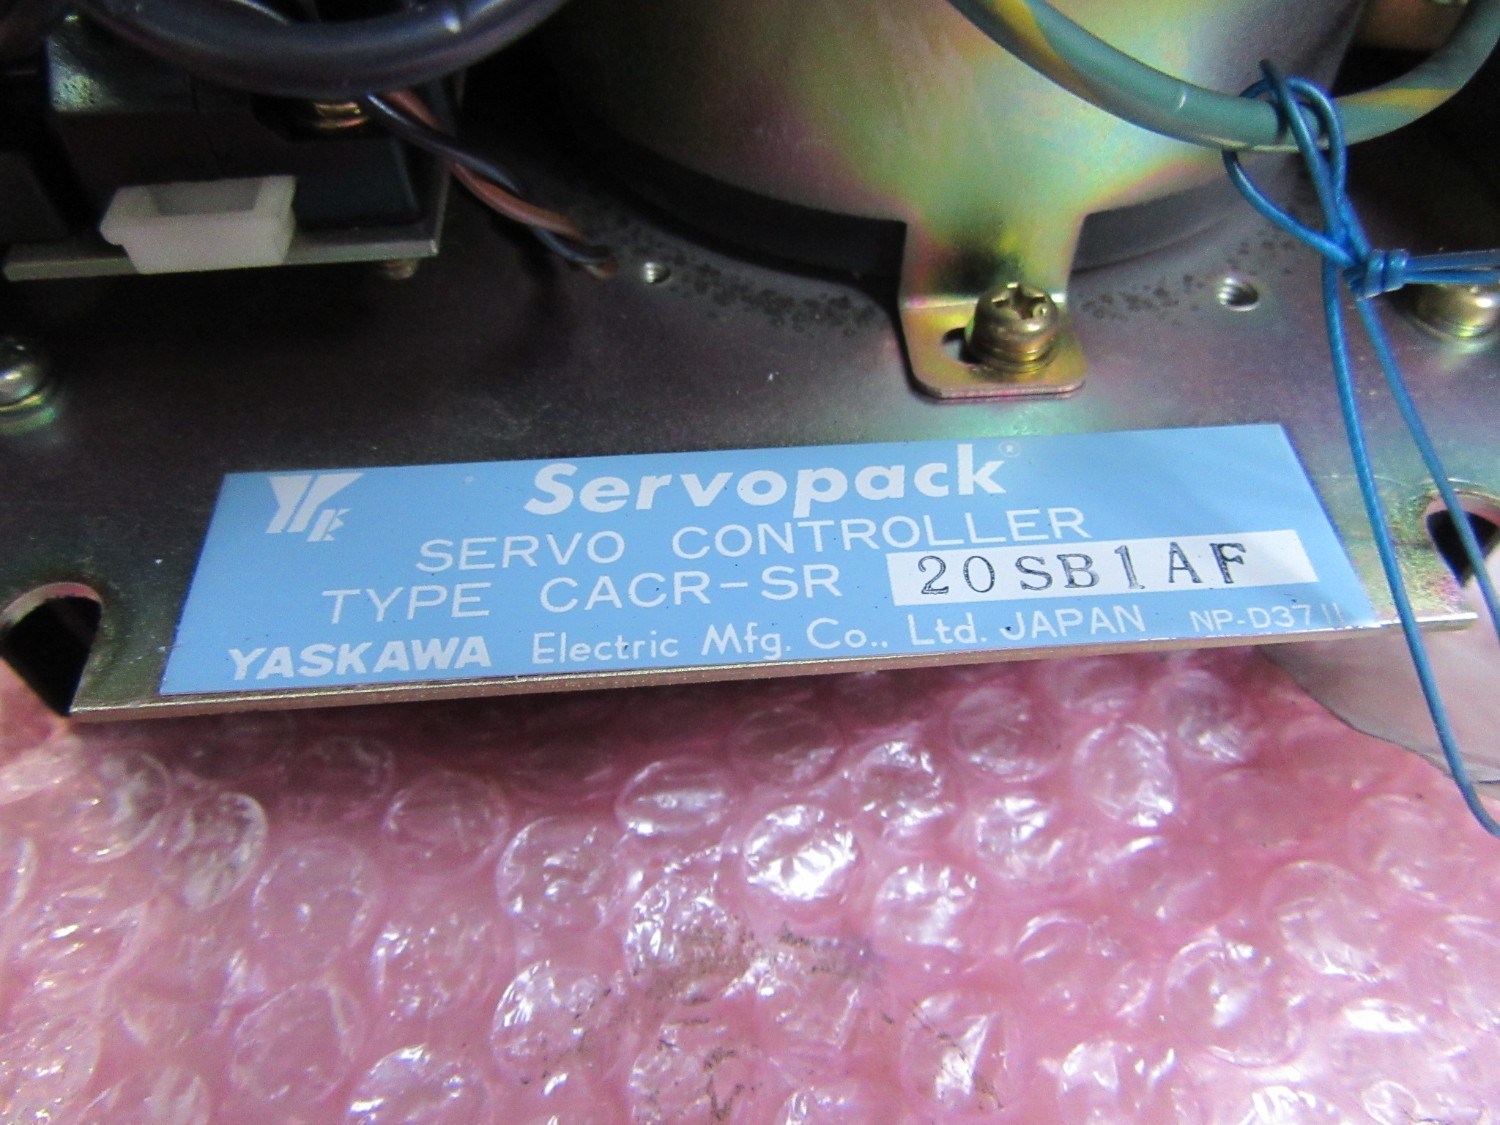 Servopack®
SERVO CONTROLLER
TYPE CACR-SR 20SB1AF
YASKAWA Electric Mfg. Co., Ltd. JAPAN NP-D37